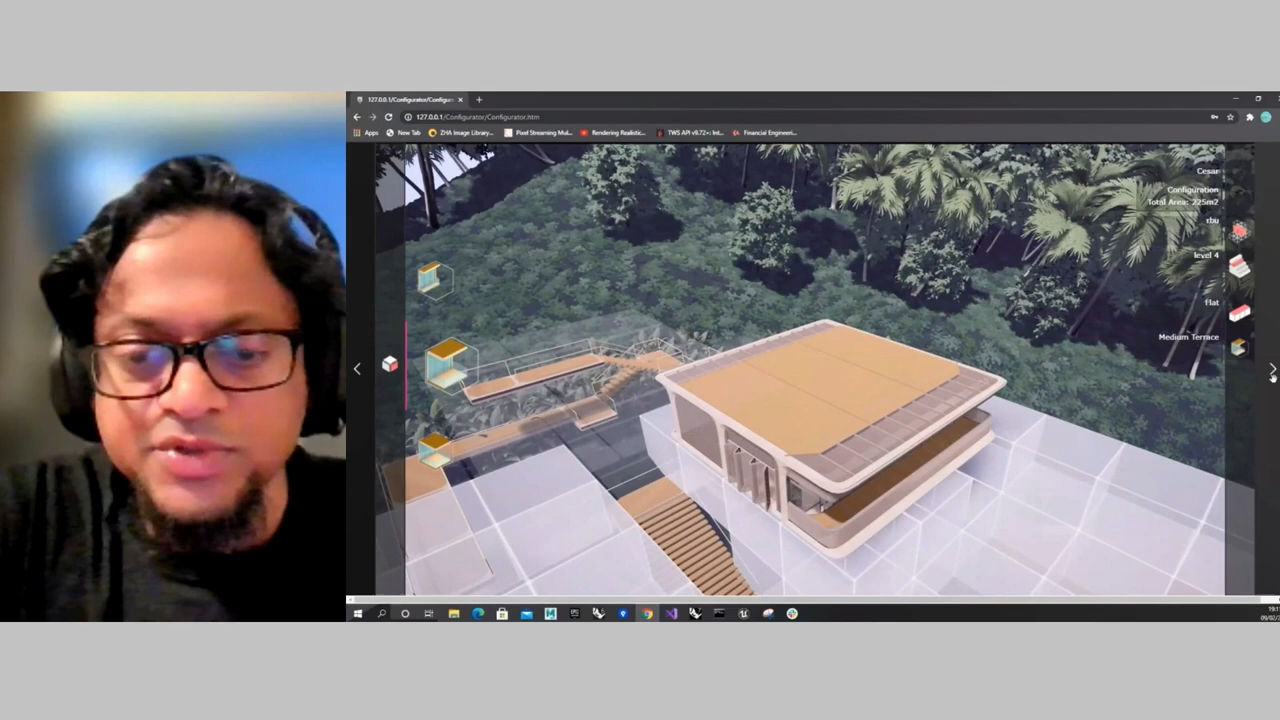 127.0.0.1/Configurator/Configur
127.0.0.1/Configurator/Configurator.htm
Apps
New Tab
ZHA Image Library...
Pixel Streaming Mul...
Rendering Realistic...
TWS API v9.72+: Int...
Financial Engineeri...
Cesar
Configuration
Total Area: 225m2
rbu
level 4
flat
Medium Terrace